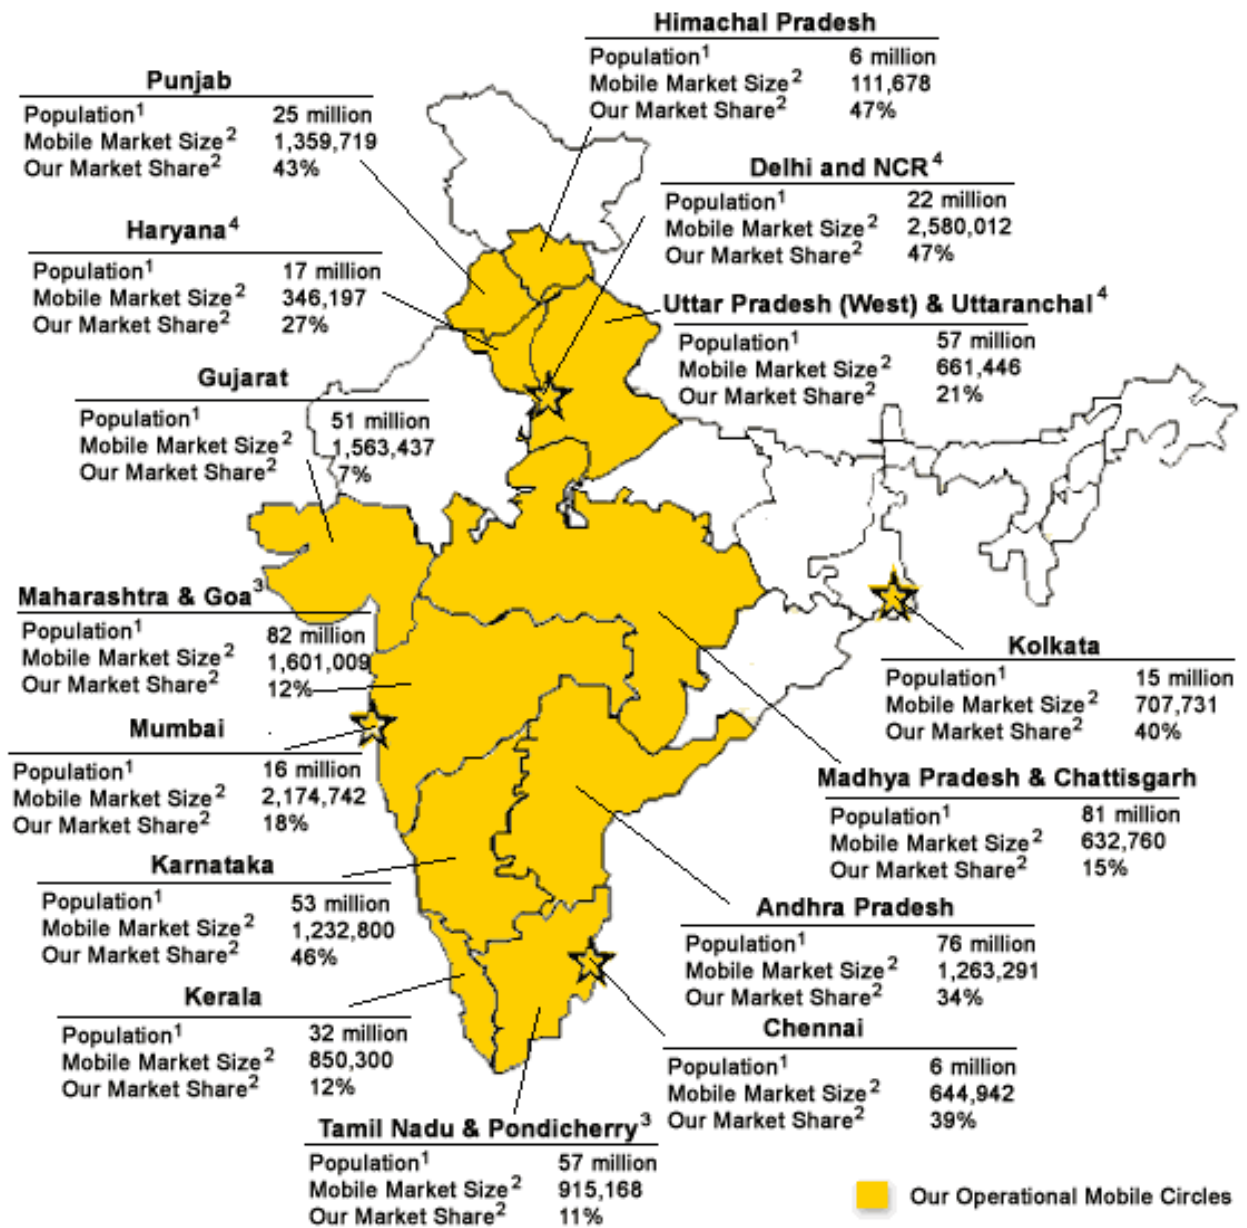 Himachal Pradesh
Population1 6 million
Mobile Market Size2 111,678
Our Market Share2 47%
Punjab
Population1 25 million
Mobile Market Size2 1,359,719
Our Market Share2 43%
Delhi and NCR4
Population1 22 million
Mobile Market Size2 2,580,012
Our Market Share2 47%
Haryana4
Population1 17 million
Mobile Market Size2 346,197
Our Market Share2 27%
Uttar Pradesh (West) & Uttaranchal4
Population1 57 million
Mobile Market Size2 661,446
Our Market Share2 21%
Gujarat
Population1 51 million
Mobile Market Size2 1,563,437
Our Market Share2 7%
Maharashtra & Goa3
Population1 82 million
Mobile Market Size2 1,601,009
Our Market Share2 12%
Kolkata
Population1 15 million
Mobile Market Size2 707,731
Our Market Share2 40%
Mumbai
Population1 16 million
Mobile Market Size2 2,174,742
Our Market Share2 18%
Madhya Pradesh & Chattisgarh
Population1 81 million
Mobile Market Size2 632,760
Our Market Share2 15%
Karnataka
Population1 53 million
Mobile Market Size2 1,232,800
Our Market Share2 46%
Andhra Pradesh
Population1 76 million
Mobile Market Size2 1,263,291
Our Market Share2 34%
Kerala
Population1 32 million
Mobile Market Size2 850,300
Our Market Share2 12%
Chennai
Population1 6 million
Mobile Market Size2 644,942
Our Market Share2 39%
Tamil Nadu & Pondicherry3
Population1 57 million
Mobile Market Size2 915,168
Our Market Share2 11%
Our Operational Mobile Circles